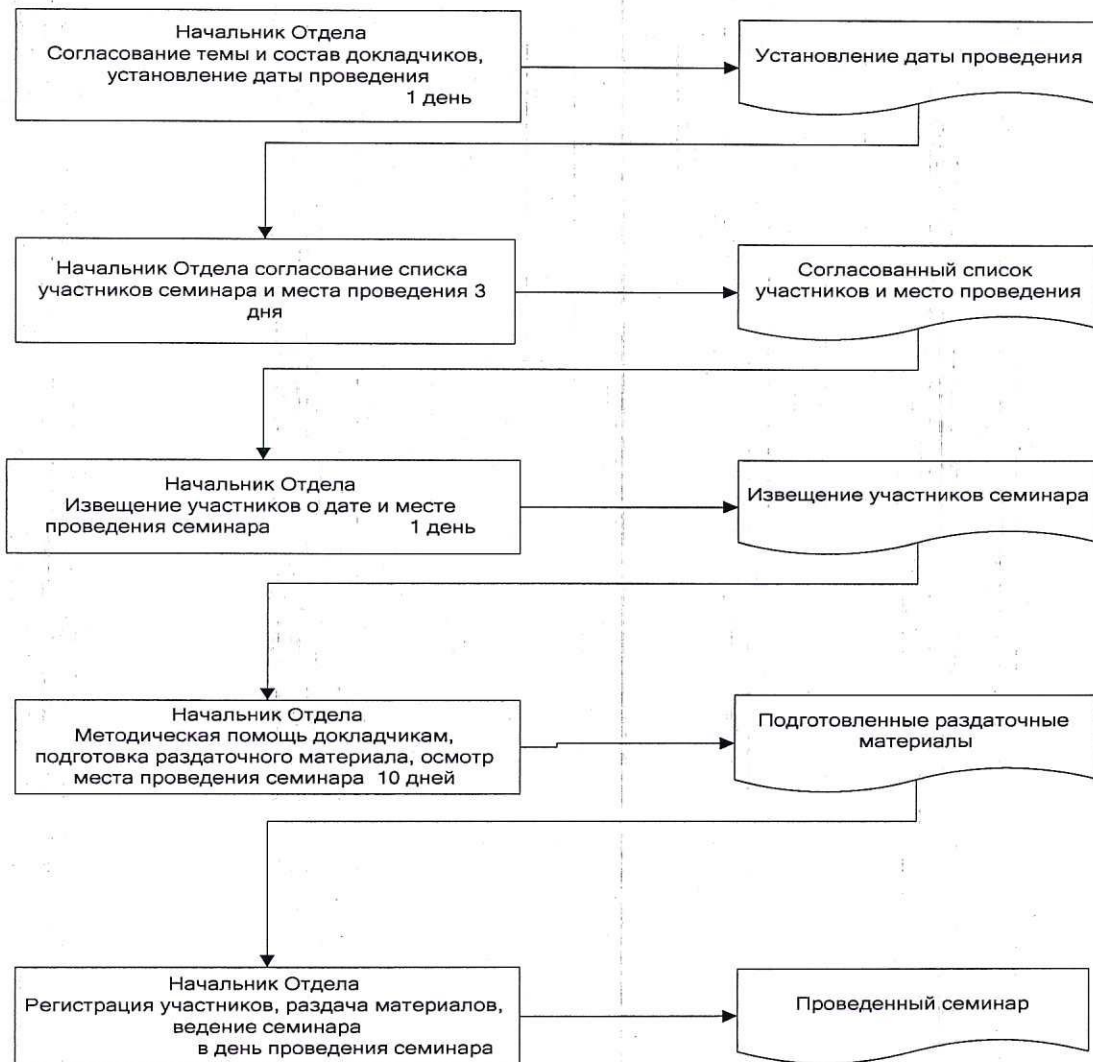 Начальник Отдела
Согласование темы и состав докладчиков,
установление даты проведения
1 день
Установление даты проведения
Начальник Отдела согласование списка
участников семинара и места проведения 3
дня
Согласованный список
участников и место проведения
Начальник Отдела
Извещение участников о дате и месте
проведения семинара 1 день
Извещение участников семинара
Начальник Отдела
Методическая помощь докладчикам,
подготовка раздаточного материала, осмотр
места проведения семинара 10 дней
Подготовленные раздаточные
материалы
Начальник Отдела
Регистрация участников, раздача материалов,
ведение семинара
в день проведения семинара
Проведенный семинар